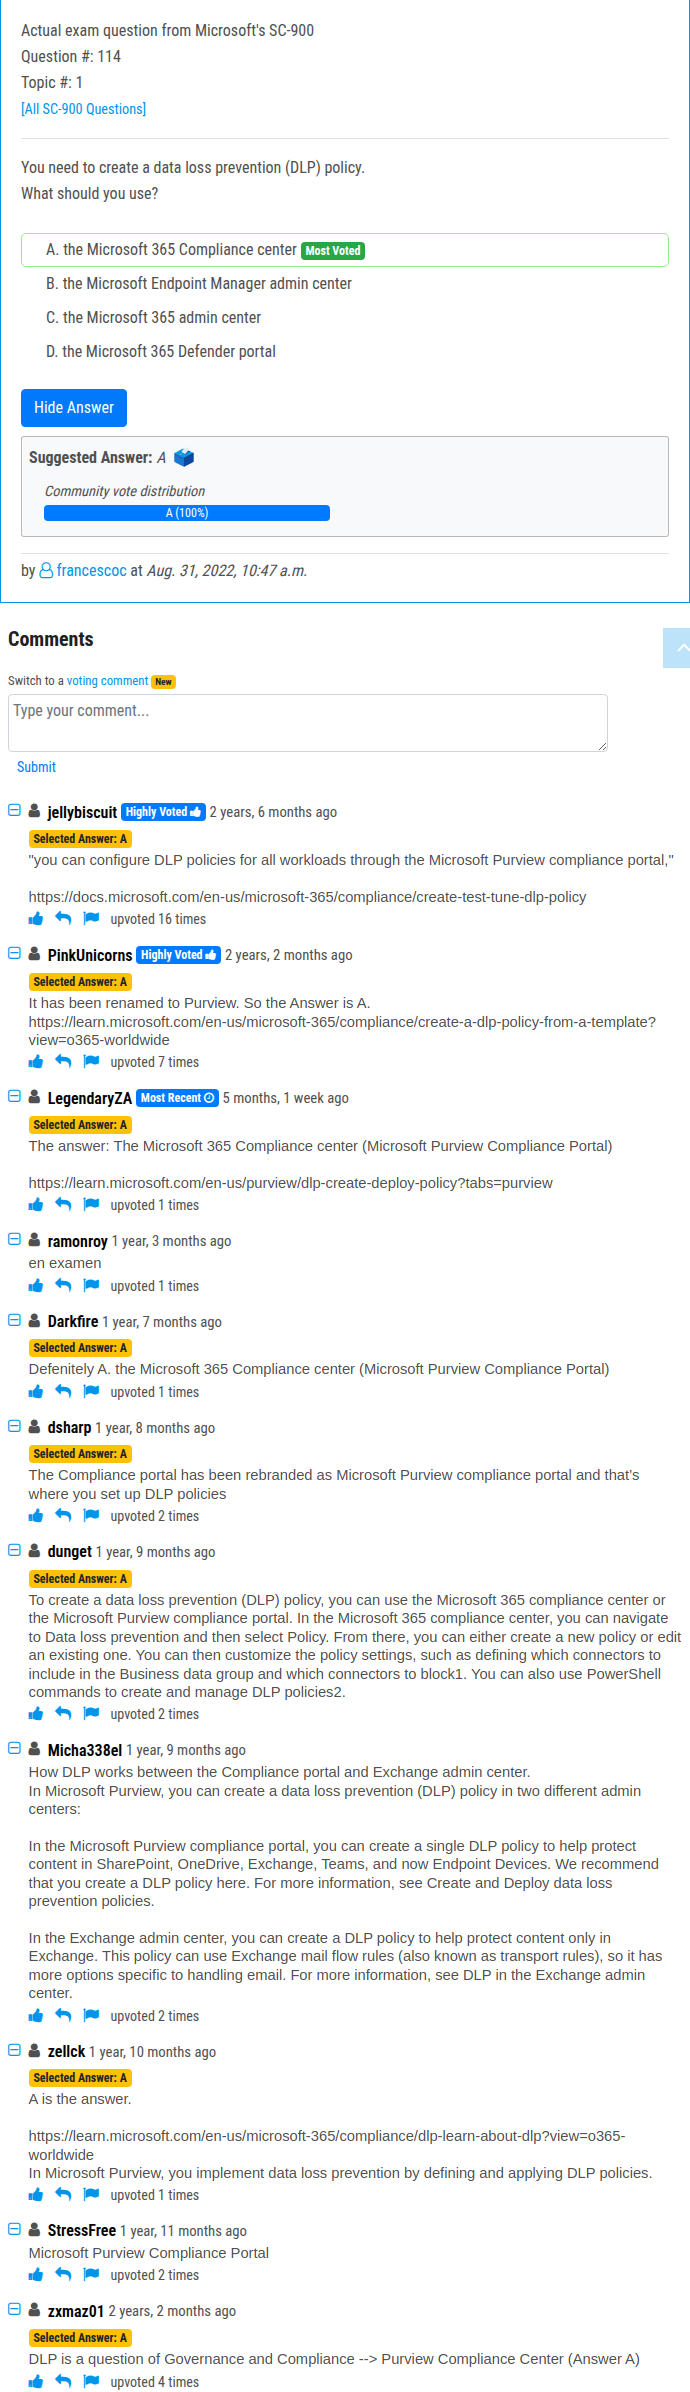 Actual exam question from Microsoft's SC-900
Question #: 114
Topic #: 1
[All SC-900 Questions]
You need to create a data loss prevention (DLP) policy.
What should you use?
A. the Microsoft 365 Compliance center Most Voted
B. the Microsoft Endpoint Manager admin center
C. the Microsoft 365 admin center
D. the Microsoft 365 Defender portal
Hide Answer
Suggested Answer: A
Community vote distribution
A (100%)
by francescoc at Aug. 31, 2022, 10:47 a.m.
Comments
Switch to a voting comment New
Type your comment...
Submit
jellybiscuit Highly Voted 2 years, 6 months ago
Selected Answer: A
"you can configure DLP policies for all workloads through the Microsoft Purview compliance portal,"
https://docs.microsoft.com/en-us/microsoft-365/compliance/create-test-tune-dlp-policy
upvoted 16 times
PinkUnicorns Highly Voted 2 years, 2 months ago
Selected Answer: A
It has been renamed to Purview. So the Answer is A.
https://learn.microsoft.com/en-us/microsoft-365/compliance/create-a-dlp-policy-from-a-template?
view=o365-worldwide
upvoted 7 times
LegendaryZA Most Recent 5 months, 1 week ago
Selected Answer: A
The answer: The Microsoft 365 Compliance center (Microsoft Purview Compliance Portal)
https://learn.microsoft.com/en-us/purview/dlp-create-deploy-policy?tabs=purview
upvoted 1 times
ramonroy 1 year, 3 months ago
en examen
upvoted 1 times
Darkfire 1 year, 7 months ago
Selected Answer: A
Defenitely A. the Microsoft 365 Compliance center (Microsoft Purview Compliance Portal)
upvoted 1 times
dsharp 1 year, 8 months ago
Selected Answer: A
The Compliance portal has been rebranded as Microsoft Purview compliance portal and that's
where you set up DLP policies
upvoted 2 times
dunget 1 year, 9 months ago
Selected Answer: A
To create a data loss prevention (DLP) policy, you can use the Microsoft 365 compliance center or
the Microsoft Purview compliance portal. In the Microsoft 365 compliance center, you can navigate
to Data loss prevention and then select Policy. From there, you can either create a new policy or edit
an existing one. You can then customize the policy settings, such as defining which connectors to
include in the Business data group and which connectors to block1. You can also use PowerShell
commands to create and manage DLP policies2.
upvoted 2 times
Micha338el 1 year, 9 months ago
How DLP works between the Compliance portal and Exchange admin center.
In Microsoft Purview, you can create a data loss prevention (DLP) policy in two different admin
centers:
In the Microsoft Purview compliance portal, you can create a single DLP policy to help protect
content in SharePoint, OneDrive, Exchange, Teams, and now Endpoint Devices. We recommend
that you create a DLP policy here. For more information, see Create and Deploy data loss
prevention policies.
In the Exchange admin center, you can create a DLP policy to help protect content only in
Exchange. This policy can use Exchange mail flow rules (also known as transport rules), so it has
more options specific to handling email. For more information, see DLP in the Exchange admin
center.
upvoted 2 times
zellck 1 year, 10 months ago
Selected Answer: A
A is the answer.
https://learn.microsoft.com/en-us/microsoft-365/compliance/dlp-learn-about-dlp?view=o365-
worldwide
In Microsoft Purview, you implement data loss prevention by defining and applying DLP policies.
upvoted 1 times
StressFree 1 year, 11 months ago
Microsoft Purview Compliance Portal
upvoted 2 times
zxmaz01 2 years, 2 months ago
Selected Answer: A
DLP is a question of Governance and Compliance --> Purview Compliance Center (Answer A)
upvoted 4 times